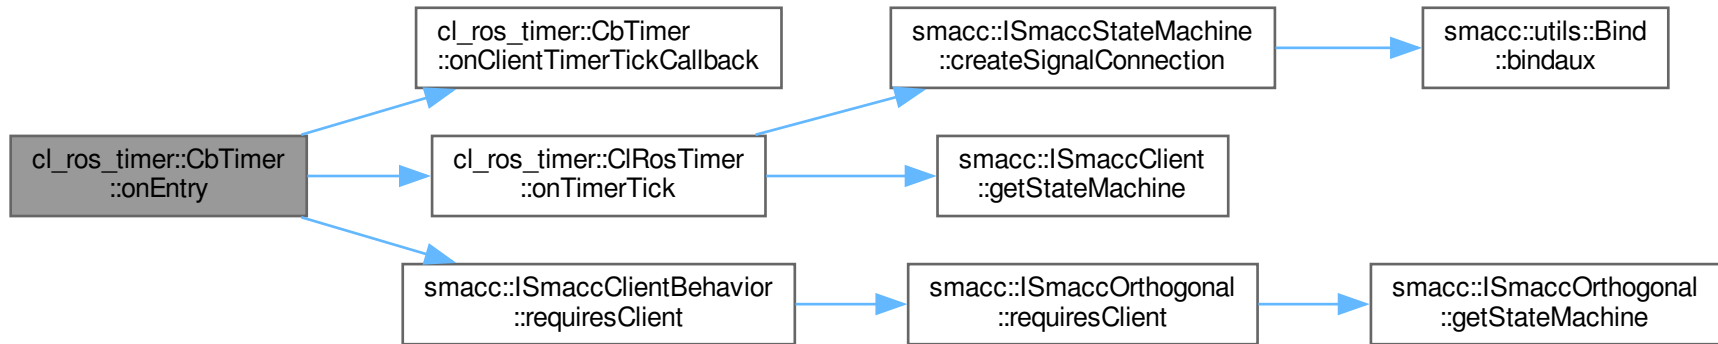 cl_ros_timer::CbTimer
::onEntry
cl_ros_timer::CbTimer
::onClientTimerTickCallback
cl_ros_timer::ClRosTimer
::onTimerTick
smacc::ISmaccClientBehavior
::requiresClient
smacc::ISmaccStateMachine
::createSignalConnection
smacc::ISmaccClient
::getStateMachine
smacc::ISmaccOrthogonal
::requiresClient
smacc::utils::Bind
::bindaux
smacc::ISmaccOrthogonal
::getStateMachine